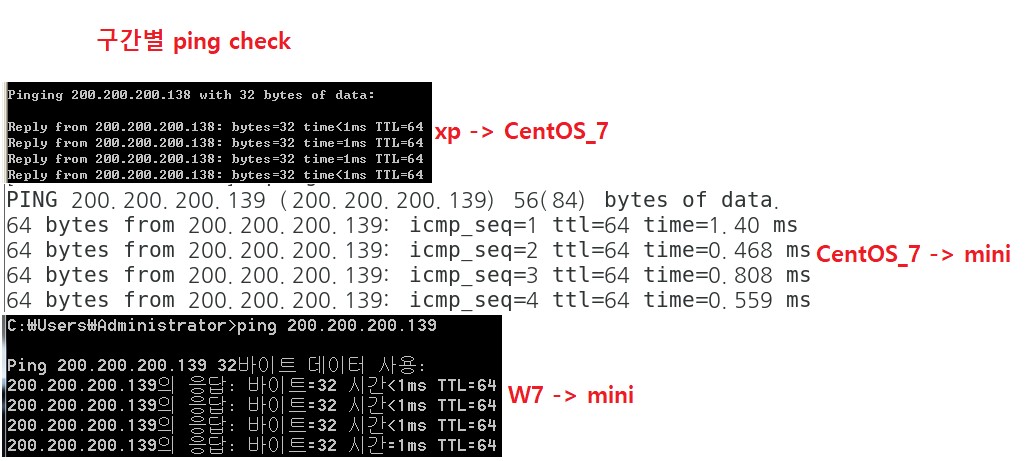 구간별 ping check
Pinging 200.200.200.138 with 32 bytes of data:
Reply from 200.200.200.138: bytes=32 time<1ms TTL=64
Reply from 200.200.200.138: bytes=32 time=1ms TTL=64
Reply from 200.200.200.138: bytes=32 time=1ms TTL=64
Reply from 200.200.200.138: bytes=32 time<1ms TTL=64
xp -> CentOS_7
PING 200.200.200.139 (200.200.200.139) 56(84) bytes of data.
64 bytes from 200.200.200.139: icmp_seq=1 ttl=64 time=1.40 ms
64 bytes from 200.200.200.139: icmp_seq=2 ttl=64 time=0.468 ms
64 bytes from 200.200.200.139: icmp_seq=3 ttl=64 time=0.808 ms
64 bytes from 200.200.200.139: icmp_seq=4 ttl=64 time=0.559 ms
CentOS_7 -> mini
C:₩Users₩Administrator>ping 200.200.200.139
Ping 200.200.200.139 32바이트 데이터 사용:
200.200.200.139의 응답: 바이트=32 시간<1ms TTL=64
200.200.200.139의 응답: 바이트=32 시간<1ms TTL=64
200.200.200.139의 응답: 바이트=32 시간<1ms TTL=64
200.200.200.139의 응답: 바이트=32 시간<1ms TTL=64
W7 -> mini